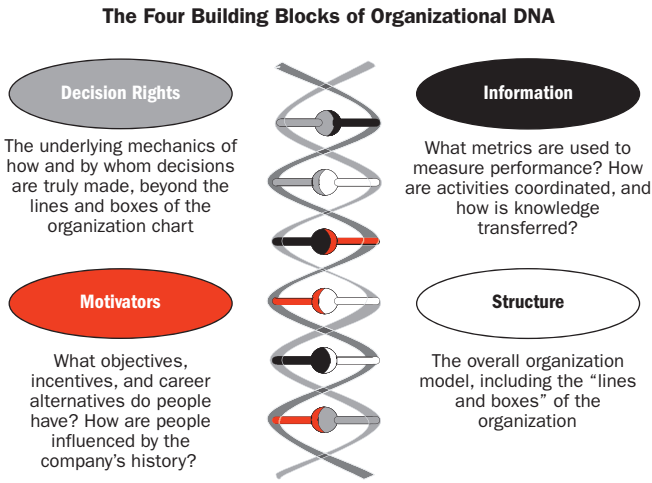 The Four Building Blocks of Organizational DNA
Decision Rights
The underlying mechanics of
how and by whom decisions
are truly made, beyond the
lines and boxes of the
organization chart
Information
What metrics are used to
measure performance? How
are activities coordinated, and
how is knowledge
transferred?
Motivators
What objectives,
incentives, and career
alternatives do people
have? How are people
influenced by the
company’s history?
Structure
The overall organization
model, including the “lines
and boxes” of the
organization